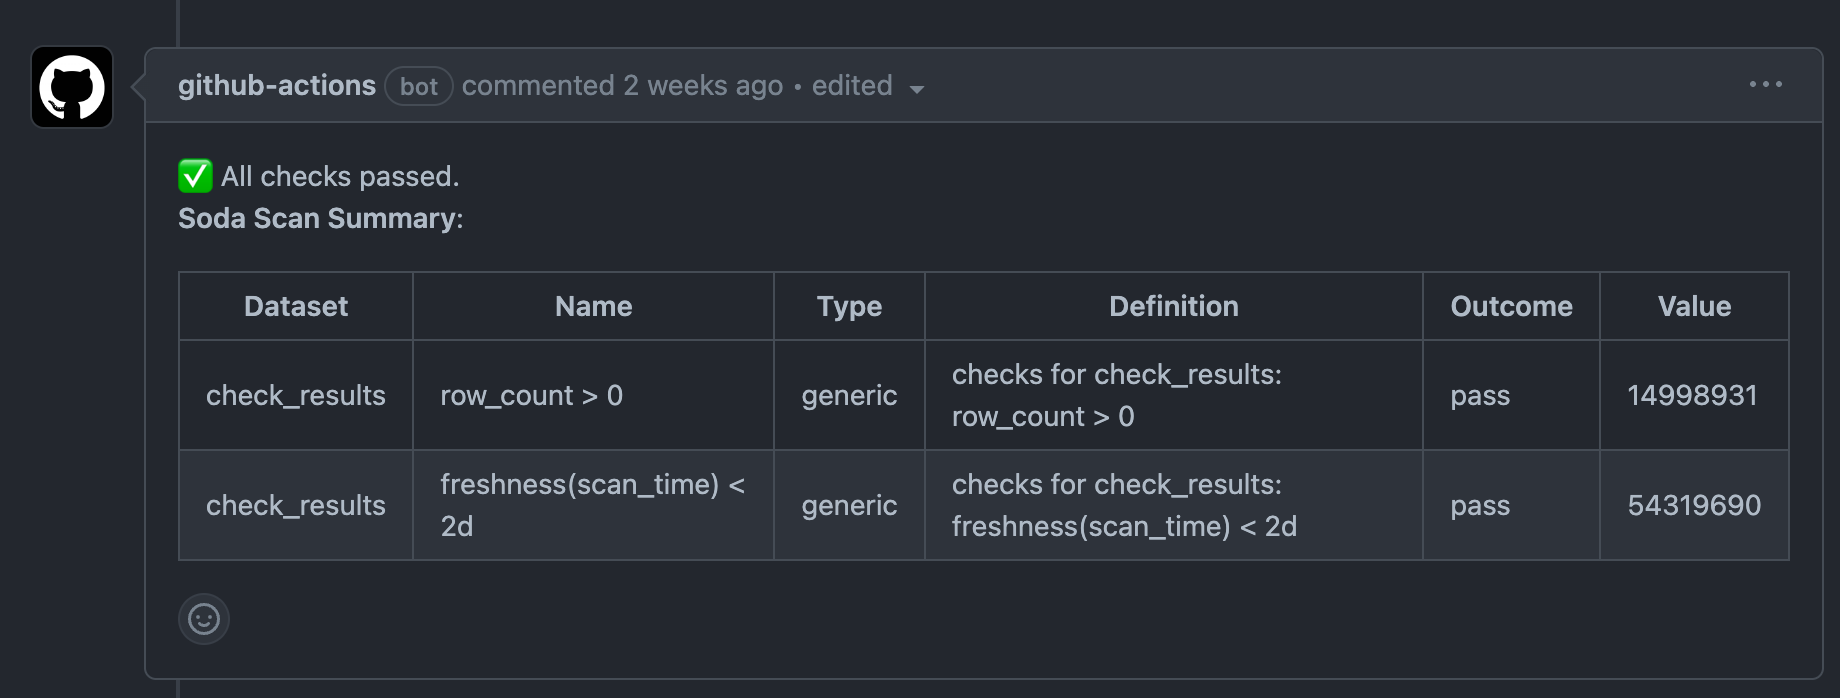 github-actions bot commented 2 weeks ago • edited
✅ All checks passed.
Soda Scan Summary:
Dataset Name Type Definition Outcome Value
check_results row_count > 0 generic checks for check_results: row_count > 0 pass 14998931
check_results freshness(scan_time) < 2d generic checks for check_results: freshness(scan_time) < 2d pass 54319690